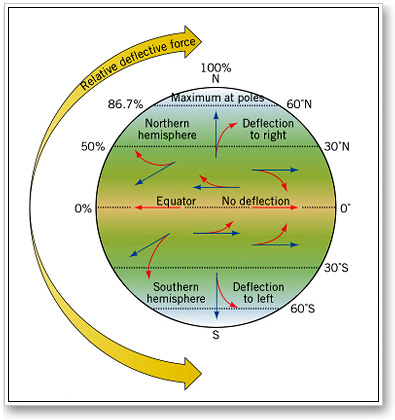 Relative deflective force
100%
N
Maximum at poles
86.7%
60°N
Northern
hemisphere
Deflection
to right
50%
30°N
0%
Equator
No deflection
0°
30°S
Southern
hemisphere
Deflection
to left
60°S
S